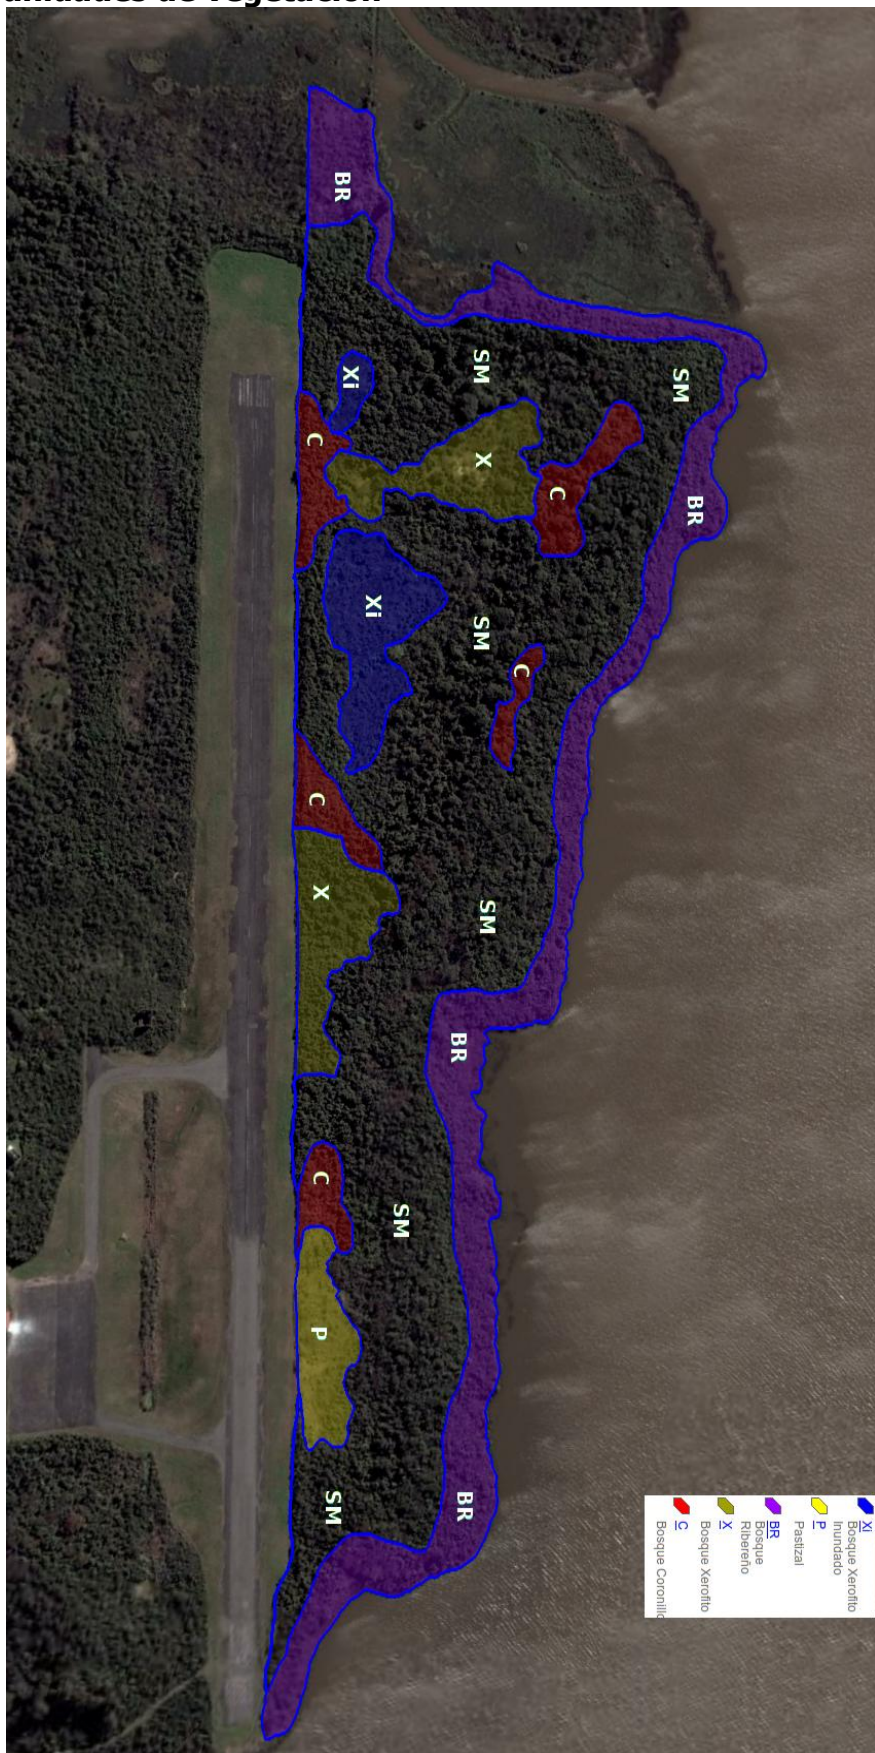 unidades de vegetación
XI
Bosque Xerofito
Inundado
P
Pastizal
BR
Bosque
Ribereño
X
Bosque Xerofito
C
Bosque Coronillo
SM
BR
C
C
SM
X
SM
SM
BR
BR
SM
Xi
Xi
BR
SM
C
C
X
C
P